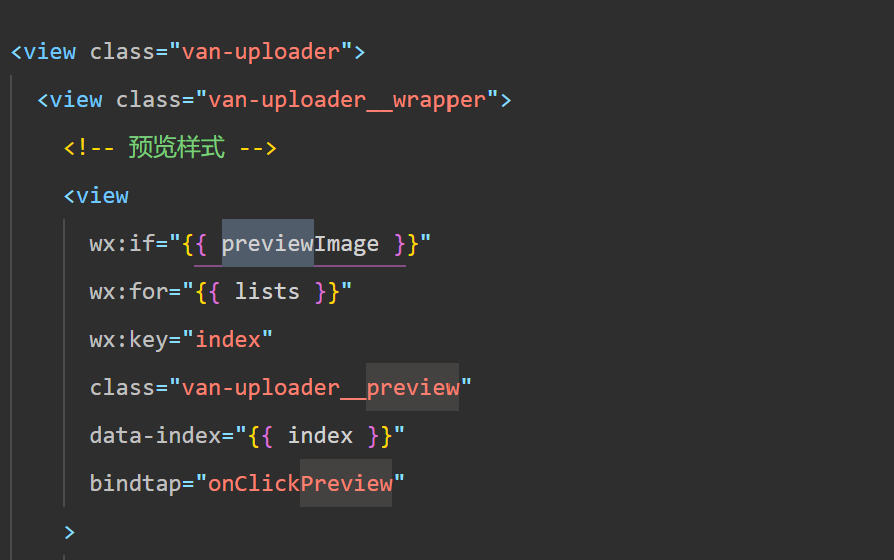 <view class="van-uploader">
<view class="van-uploader__wrapper">
<!-- 预览样式 -->
<view
wx:if="{{ previewImage }}"
wx:for="{{ lists }}"
wx:key="index"
class="van-uploader__preview"
data-index="{{ index }}"
bindtap="onClickPreview"
>